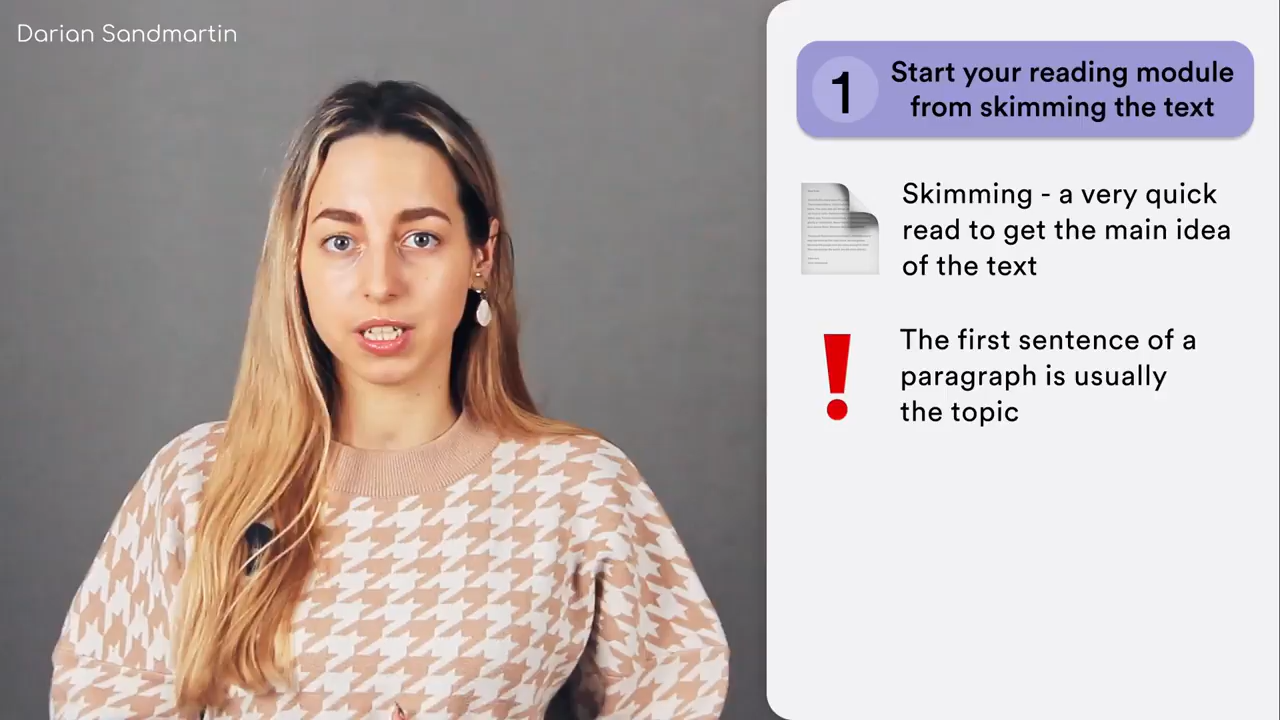 Darian Sandmartin
1
Start your reading module
from skimming the text
Skimming - a very quick
read to get the main idea
of the text
The first sentence of a
paragraph is usually
the topic